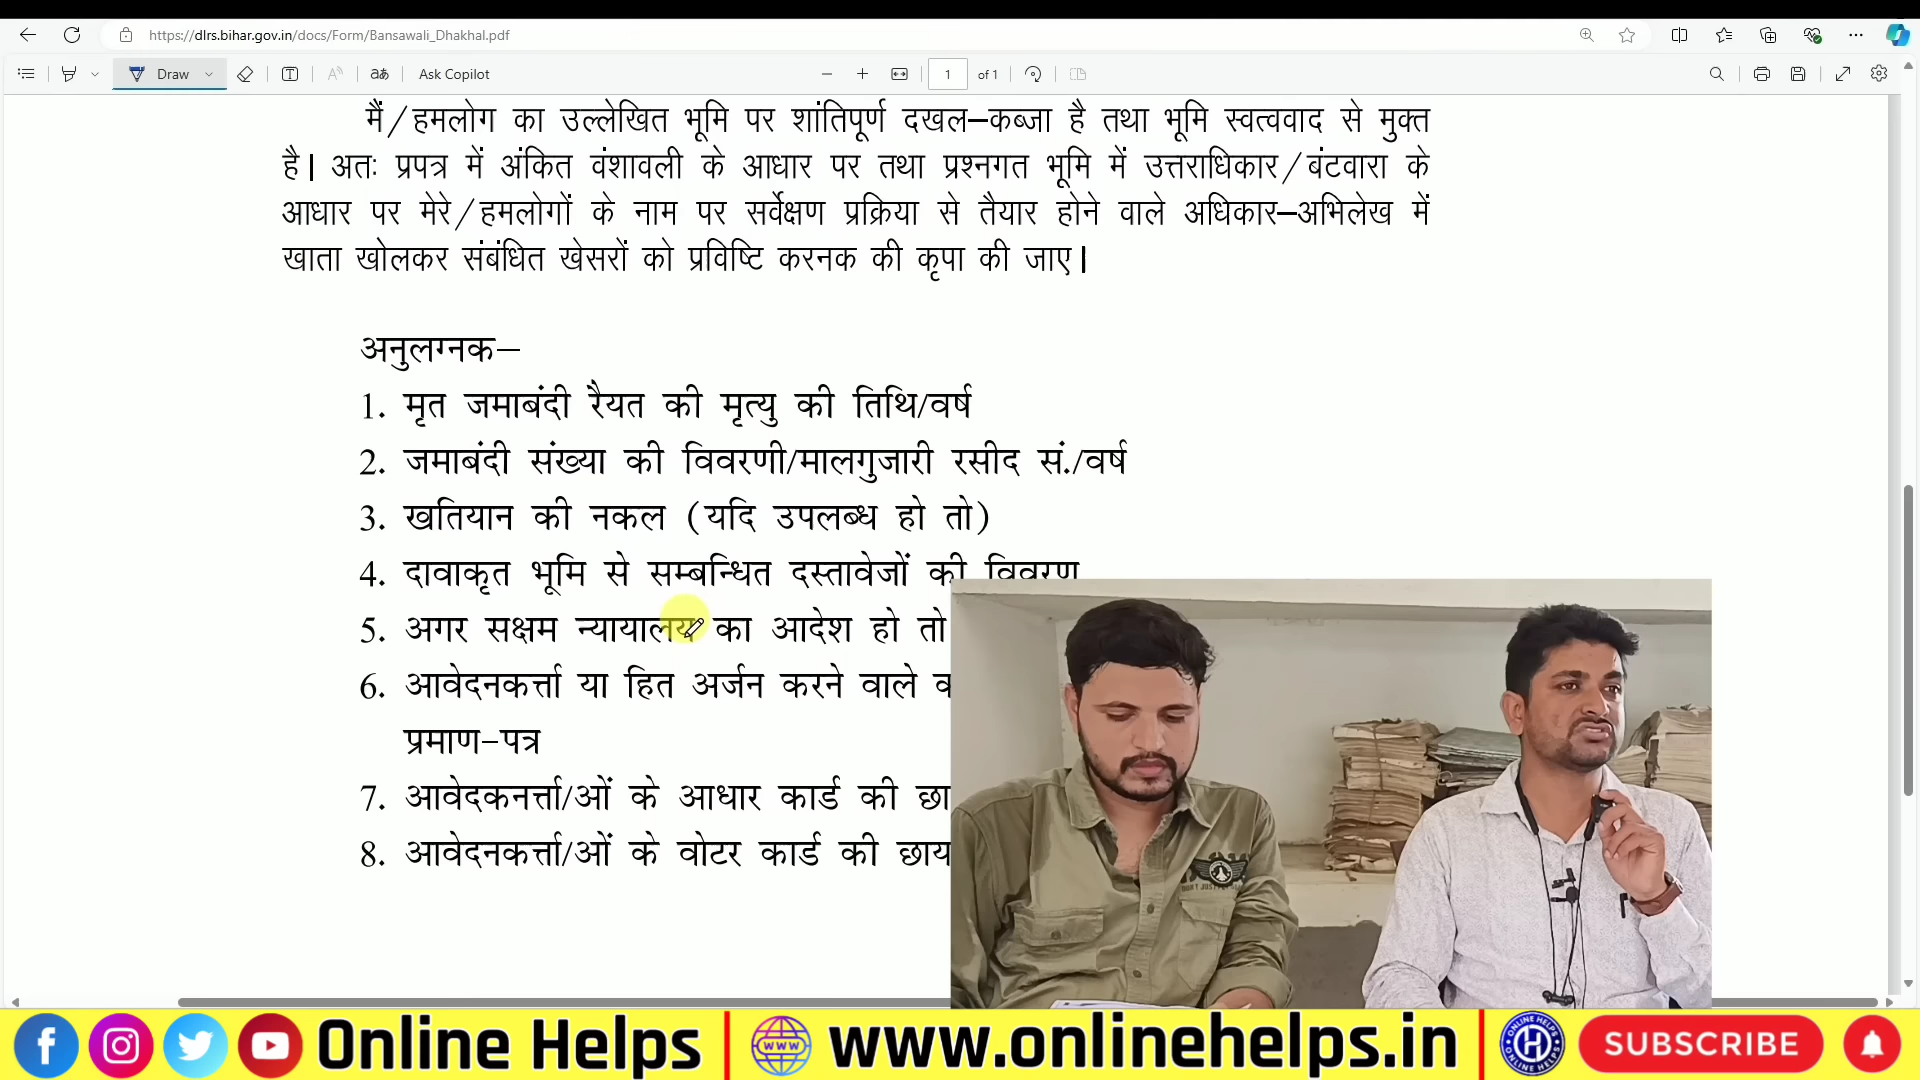 https://dlrs.bihar.gov.in/docs/Form/Bansawali_Dhakhal.pdf
Draw
aあ
Ask Copilot
1 of 1
मैं/हमलोग का उल्लेखित भूमि पर शांतिपूर्ण दखल–कब्जा है तथा भूमि स्वत्ववाद से मुक्त
है। अतः प्रपत्र में अंकित वंशावली के आधार पर तथा प्रश्नगत भूमि में उत्तराधिकार/बंटवारा के
आधार पर मेरे/हमलोगों के नाम पर सर्वेक्षण प्रक्रिया से तैयार होने वाले अधिकार–अभिलेख में
खाता खोलकर संबंधित खेसरों को प्रविष्टि करनक की कृपा की जाए।
अनुलग्नक–
1. मृत जमाबंदी रैयत की मृत्यु की तिथि/वर्ष
2. जमाबंदी संख्या की विवरणी/मालगुजारी रसीद सं./वर्ष
3. खतियान की नकल (यदि उपलब्ध हो तो)
4. दावाकृत भूमि से सम्बन्धित दस्तावेजों की विवरण
5. अगर सक्षम न्यायालय का आदेश हो तो
6. आवेदनकर्त्ता या हित अर्जन करने वाले
प्रमाण-पत्र
7. आवेदकनर्त्ता/ओं के आधार कार्ड की
8. आवेदनकर्त्ता/ओं के वोटर कार्ड की
Online Helps
www.onlinehelps.in
SUBSCRIBE